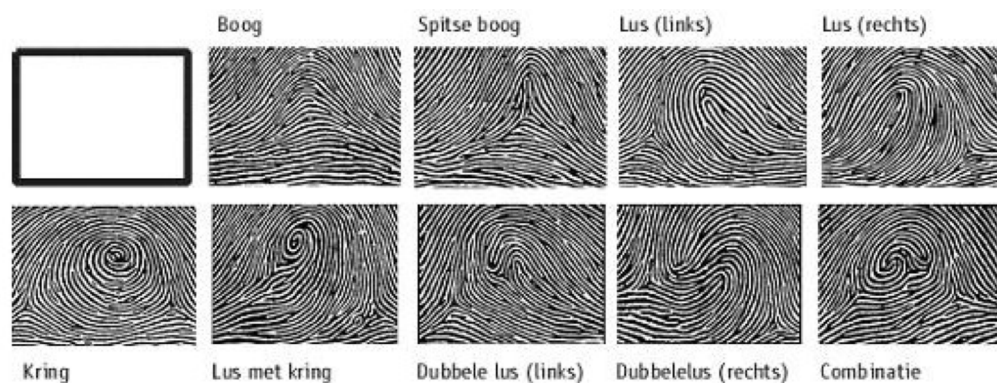 Boog
Spitse boog
Lus (links)
Lus (rechts)
Kring
Lus met kring
Dubbele lus (links)
Dubbelelus (rechts)
Combinatie